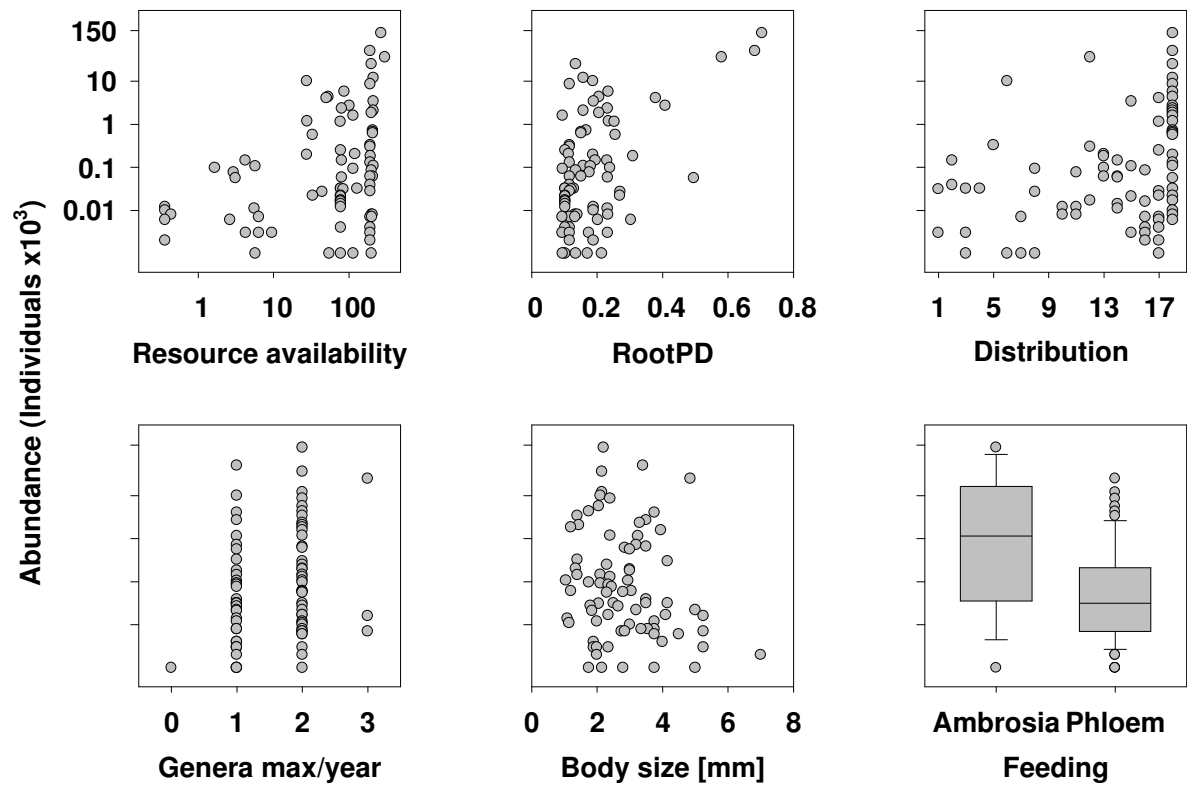 Abundance (Individuals x10³)
150
10
1
0.1
0.01
1 10 100
Resource availability
0 0.2 0.4 0.6 0.8
RootPD
1 5 9 13 17
Distribution
0 1 2 3
Genera max/year
0 2 4 6 8
Body size [mm]
Ambrosia Phloem
Feeding